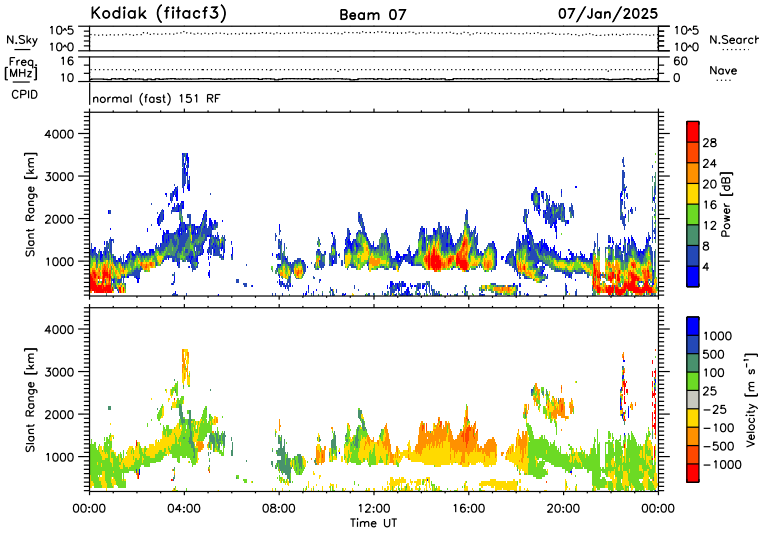 Kodiak (fitacf3) Beam 07 07/Jan/2025
N.Sky 10^5 10^0 10^5 10^0 N.Search
Freq. [MHz] 16 10 60 0 Nave
CPID normal (fast) 151 RF
Slant Range [km] 4000 3000 2000 1000
Power [dB] 28 24 20 16 12 8 4
Slant Range [km] 4000 3000 2000 1000
Velocity [m s⁻¹] 1000 500 100 25 −25 −100 −500 −1000
00:00 04:00 08:00 12:00 16:00 20:00 00:00
Time UT